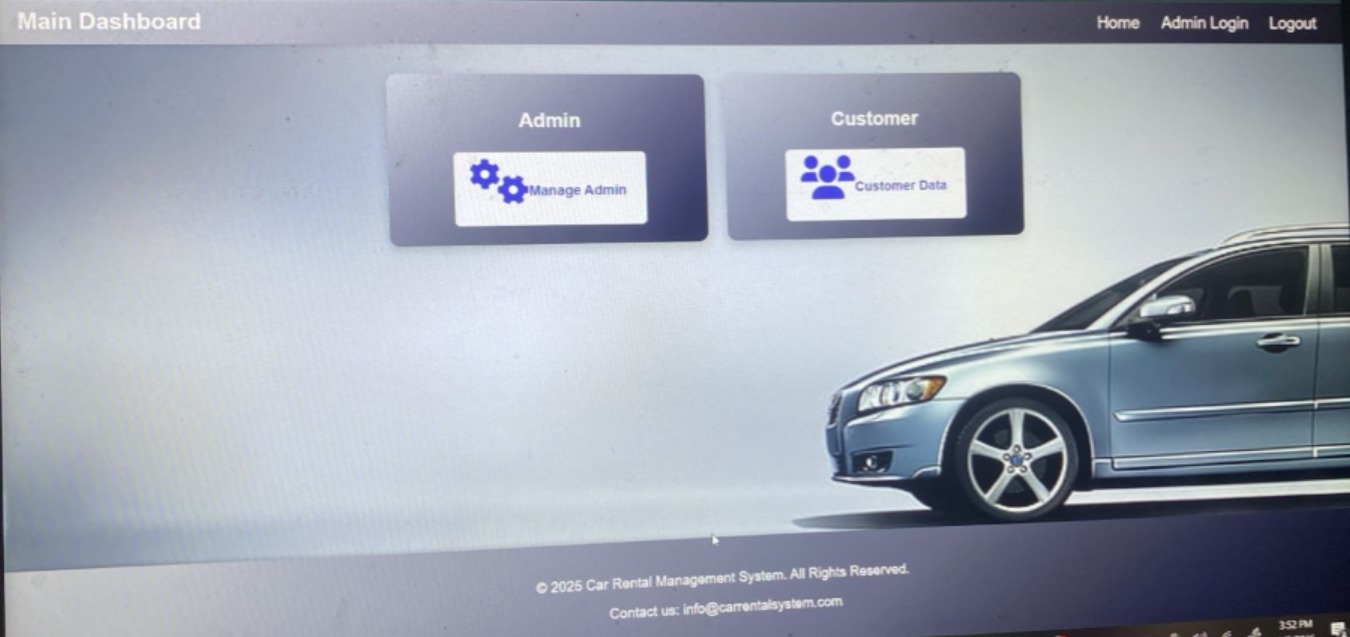 Main Dashboard
Home Admin Login Logout
Admin
Customer
Manage Admin
Customer Data
© 2025 Car Rental Management System. All Rights Reserved.
Contact us: info@carrentalsystem.com
3:52 PM